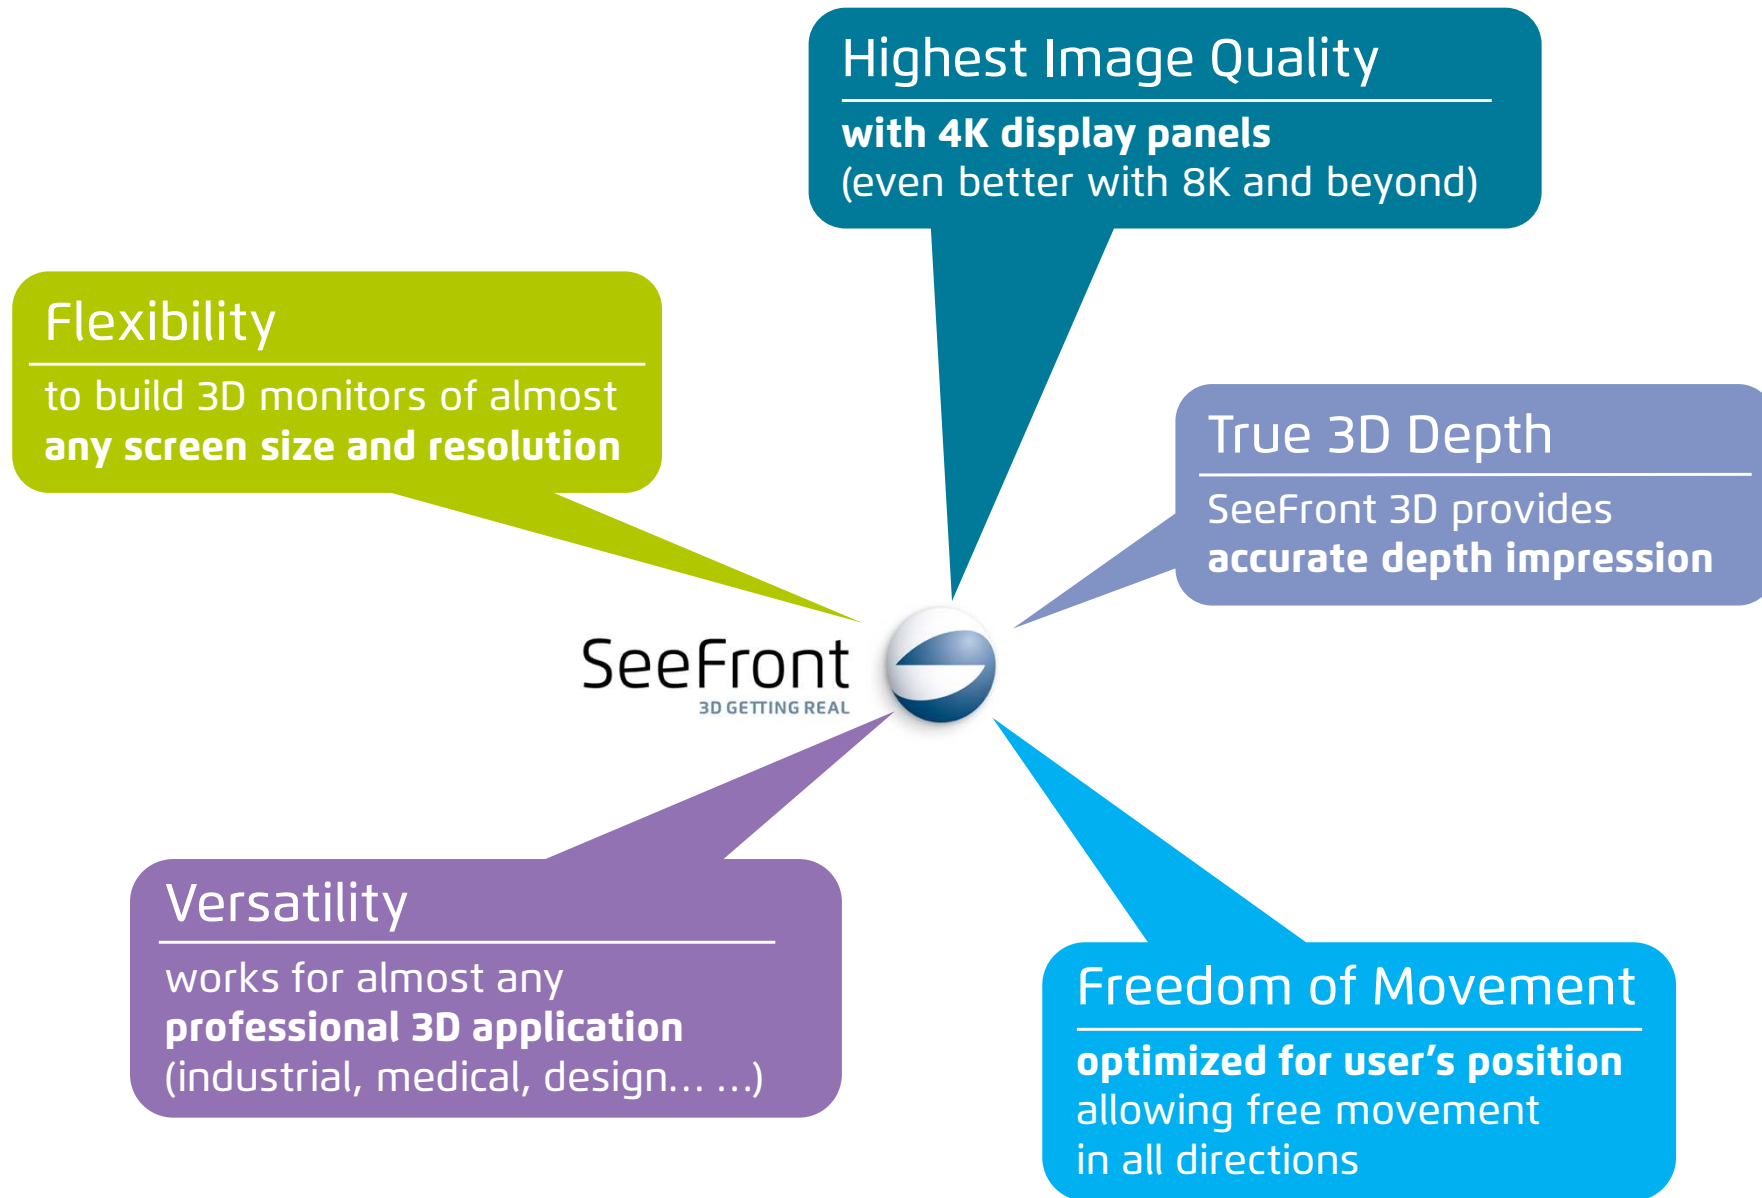 Highest Image Quality
with 4K display panels
(even better with 8K and beyond)
Flexibility
to build 3D monitors of almost
any screen size and resolution
True 3D Depth
SeeFront 3D provides
accurate depth impression
SeeFront
3D GETTING REAL
Versatility
works for almost any
professional 3D application
(industrial, medical, design... ...)
Freedom of Movement
optimized for user’s position
allowing free movement
in all directions